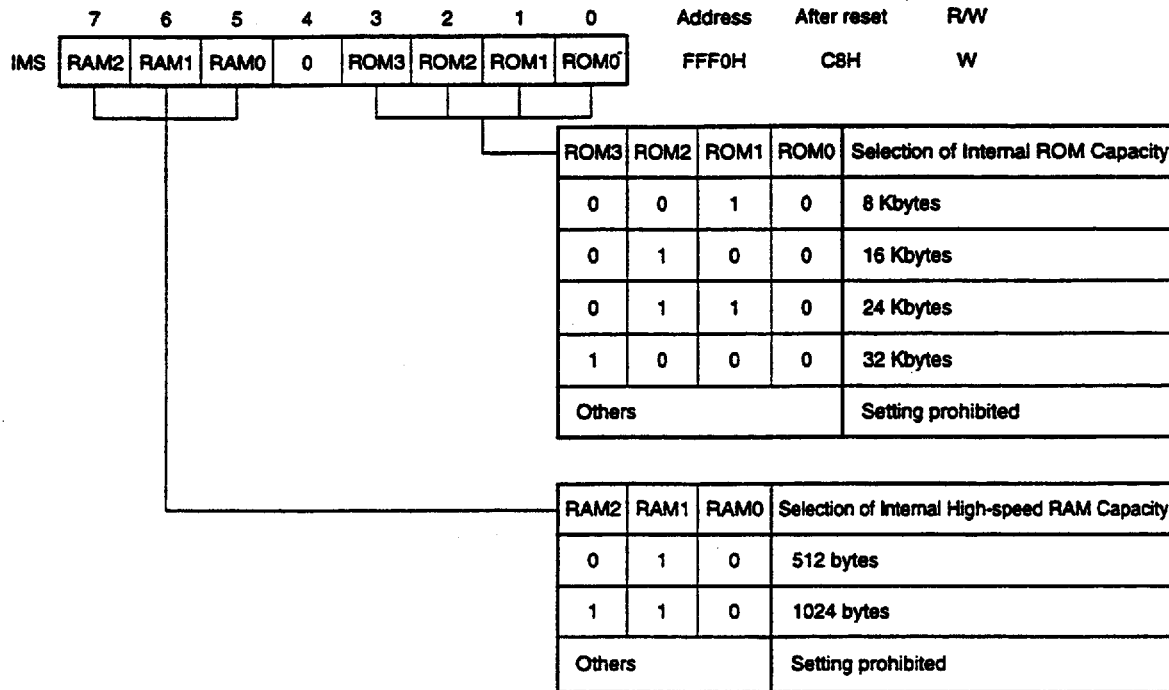 7 6 5 4 3 2 1 0 Address After reset R/W
IMS RAM2 RAM1 RAM0 0 ROM3 ROM2 ROM1 ROM0 FFF0H C8H W
ROM3 ROM2 ROM1 ROM0 Selection of Internal ROM Capacity
0 0 1 0 8 Kbytes
0 1 0 0 16 Kbytes
0 1 1 0 24 Kbytes
1 0 0 0 32 Kbytes
Others Setting prohibited
RAM2 RAM1 RAM0 Selection of Internal High-speed RAM Capacity
0 1 0 512 bytes
1 1 0 1024 bytes
Others Setting prohibited